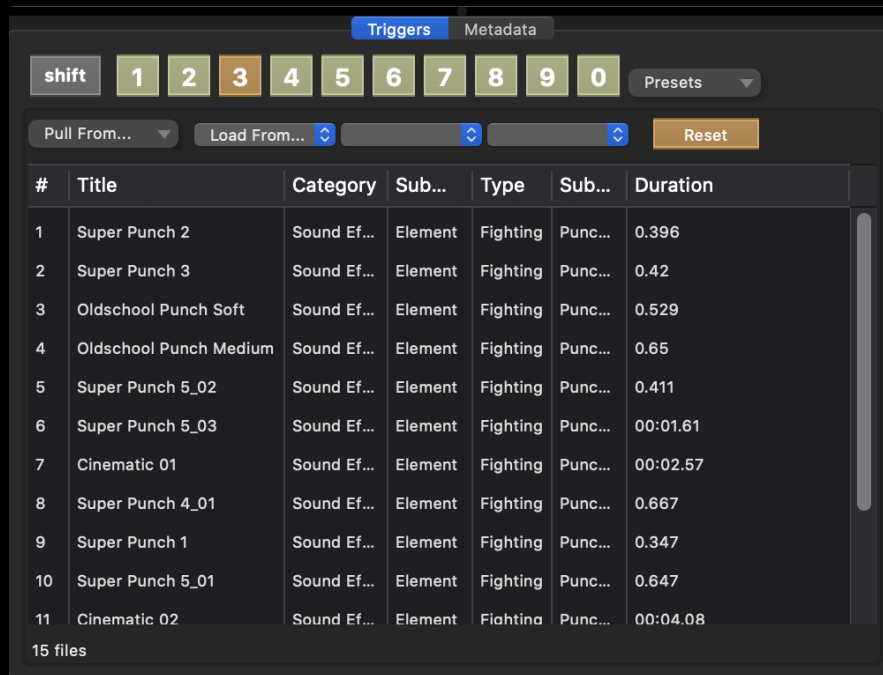 Triggers Metadata
shift 1 2 3 4 5 6 7 8 9 0 Presets
Pull From... Load From... Reset
# Title Category Sub... Type Sub... Duration
1 Super Punch 2 Sound Ef... Element Fighting Punc... 0.396
2 Super Punch 3 Sound Ef... Element Fighting Punc... 0.42
3 Oldschool Punch Soft Sound Ef... Element Fighting Punc... 0.529
4 Oldschool Punch Medium Sound Ef... Element Fighting Punc... 0.65
5 Super Punch 5_02 Sound Ef... Element Fighting Punc... 0.411
6 Super Punch 5_03 Sound Ef... Element Fighting Punc... 00:01.61
7 Cinematic 01 Sound Ef... Element Fighting Punc... 00:02.57
8 Super Punch 4_01 Sound Ef... Element Fighting Punc... 0.667
9 Super Punch 1 Sound Ef... Element Fighting Punc... 0.347
10 Super Punch 5_01 Sound Ef... Element Fighting Punc... 0.647
11 Cinematic 02 Sound Ef... Element Fighting Punc... 00:04.08
15 files